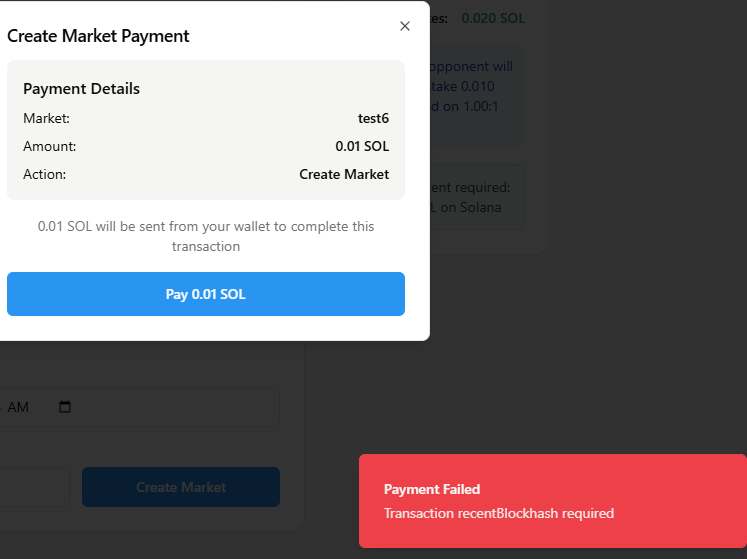 Create Market Payment
tes: 0.020 SOL
Payment Details
Market: test6
Amount: 0.01 SOL
Action: Create Market
0.01 SOL will be sent from your wallet to complete this
transaction
Pay 0.01 SOL
opponent will
take 0.010
d on 1.00:1
ent required:
L on Solana
AM
Create Market
Payment Failed
Transaction recentBlockhash required